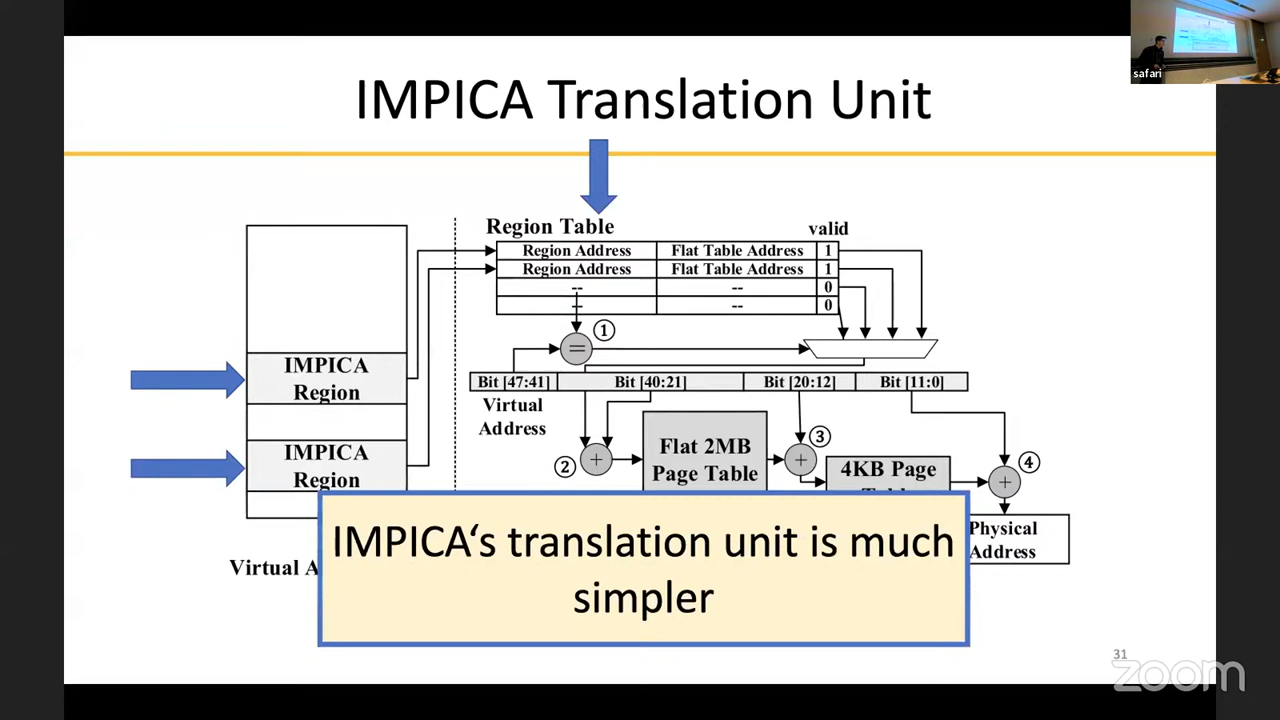 safari
IMPICA Translation Unit
Region Table
valid
Region Address
Flat Table Address
1
Region Address
Flat Table Address
1
--
--
0
--
--
0
①
=
IMPICA
Region
Bit [47:41]
Bit [40:21]
Bit [20:12]
Bit [11:0]
Virtual
Address
IMPICA
Region
②
+
Flat 2MB
Page Table
③
+
4KB Page
④
+
Physical
Address
Virtual A
IMPICA‘s translation unit is much
simpler
31
zoom